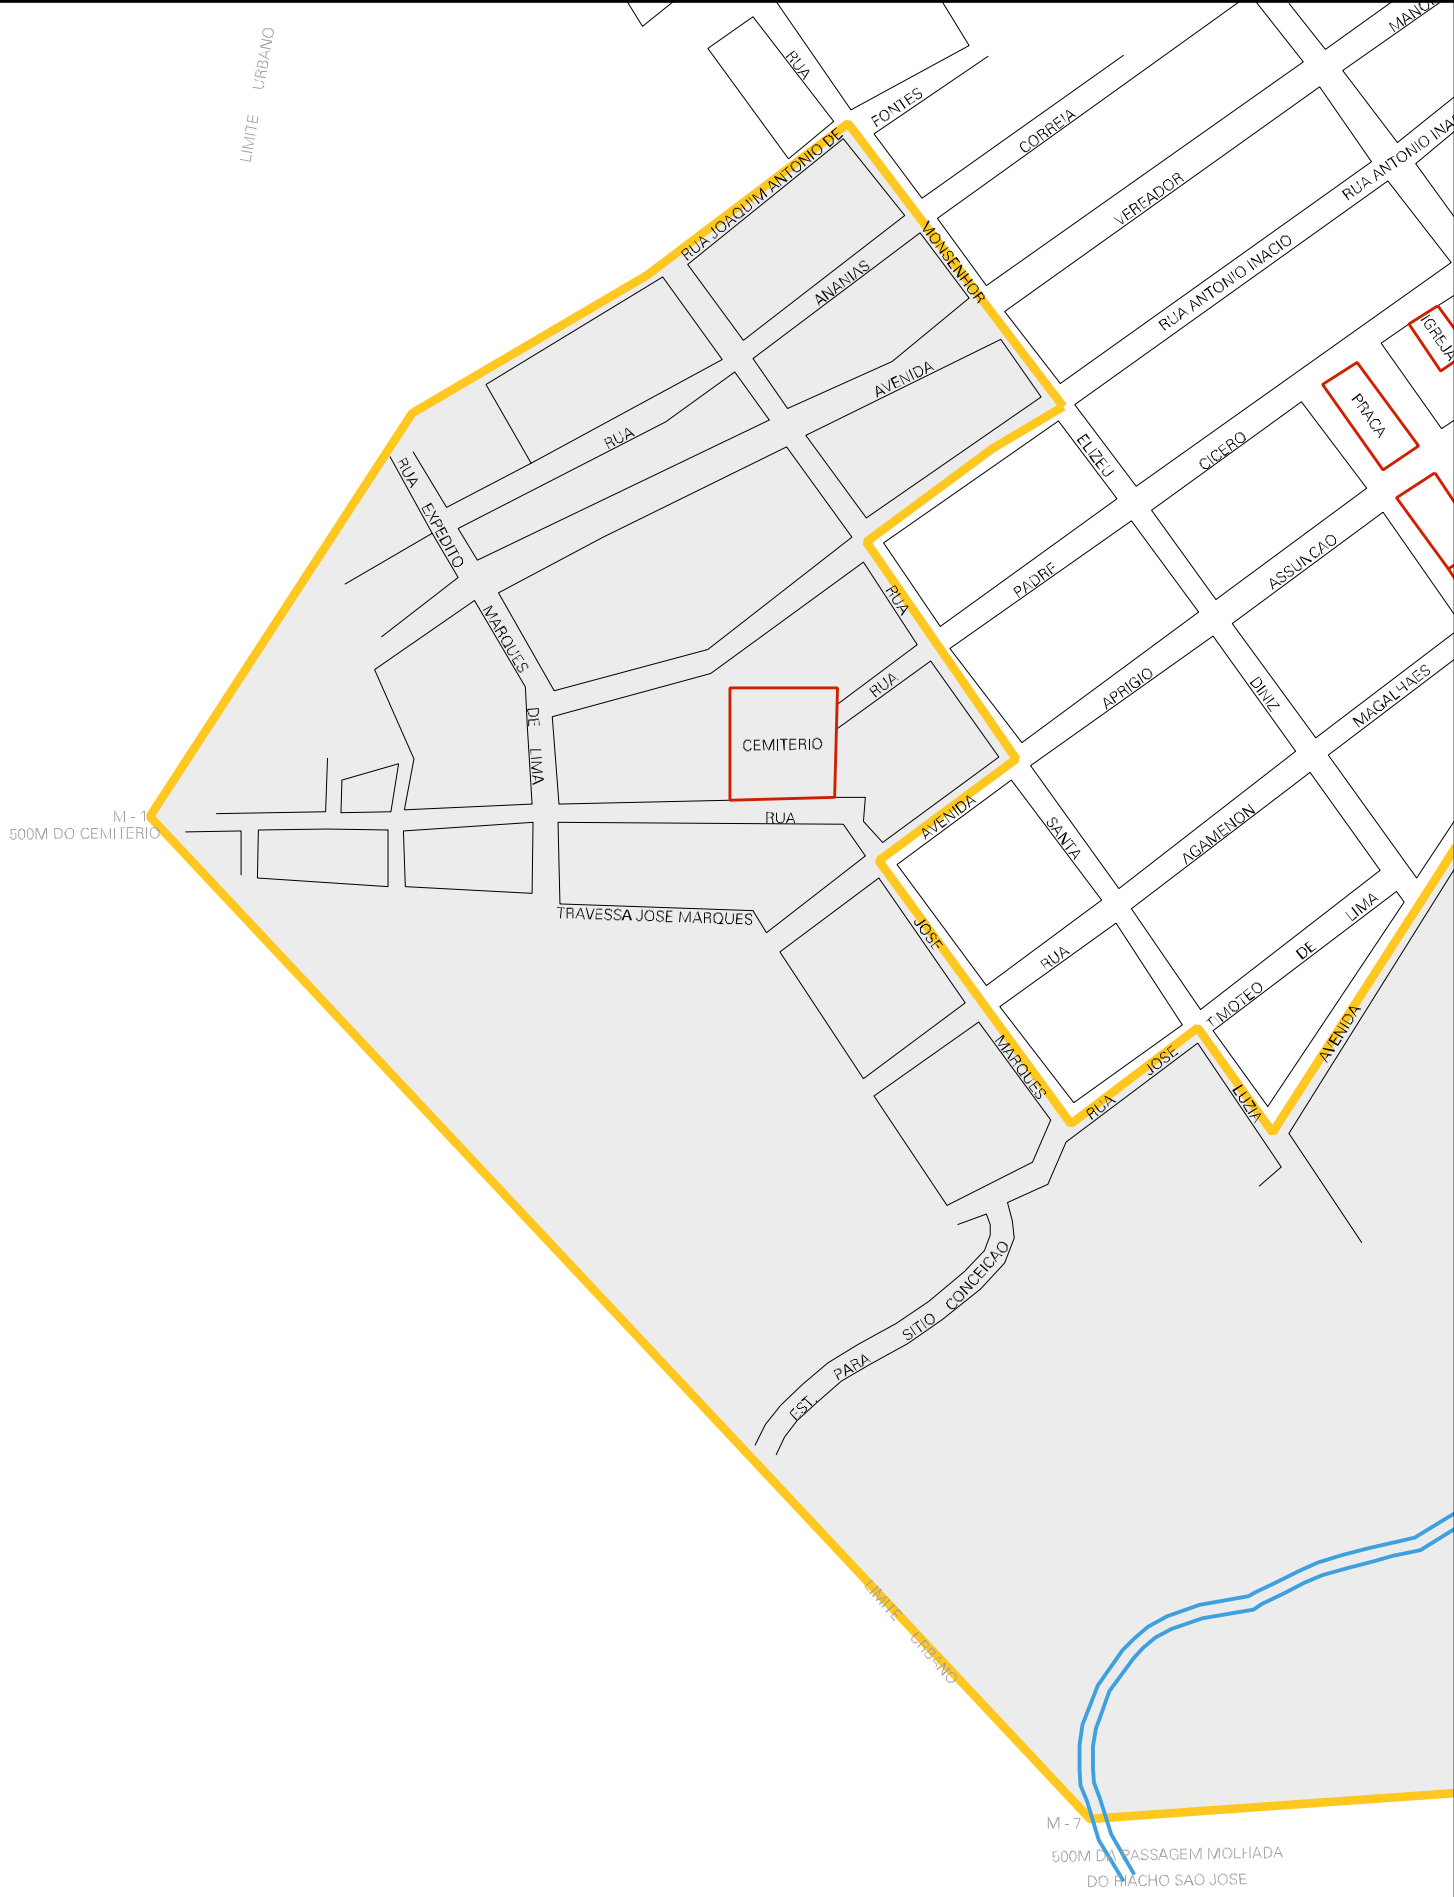 LIMITE URBANO
RUA
FONTES
CORREIA
RUA ANTONIO INA
RUA JOAQUIM ANTONIO DE
VEREADOR
MONSENHOR
ANANIAS
RUA ANTONIO INACIO
IGREJA
AVENIDA
PRACA
RUA
ELIZEU
CICERO
RUA EXPEDITO MARQUES DE LIMA
PADRE
ASSUNCAO
RUA
RUA
APRIGIO
DINIZ
MAGALHAES
CEMITERIO
M - 1
500M DO CEMITERIO
RUA
AVENIDA
SANTA
AGAMENON
TRAVESSA JOSE MARQUES
JOSE
RUA
TIMOTEO DE LIMA
MARQUES
RUA JOSE
LUZIA
AVENIDA
EST. PARA SITIO CONCEICAO
LIMITE URBANO
M - 7
500M DA PASSAGEM MOLHADA
DO RIACHO SAO JOSE